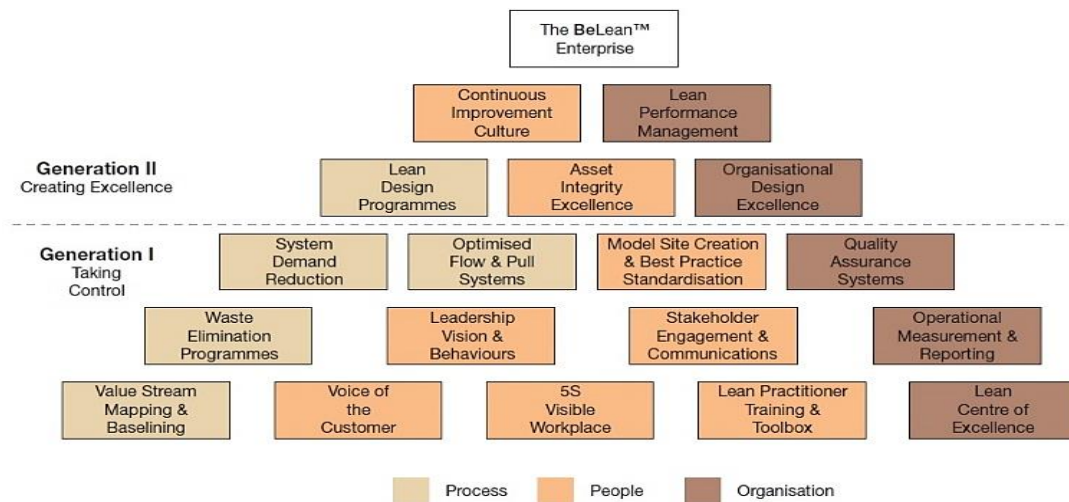 The BeLean™
Enterprise
Continuous
Improvement
Culture
Lean
Performance
Management
Generation II
Creating Excellence
Lean
Design
Programmes
Asset
Integrity
Excellence
Organisational
Design
Excellence
Generation I
Taking
Control
System
Demand
Reduction
Optimised
Flow & Pull
Systems
Model Site Creation
& Best Practice
Standardisation
Quality
Assurance
Systems
Waste
Elimination
Programmes
Leadership
Vision &
Behaviours
Stakeholder
Engagement &
Communications
Operational
Measurement &
Reporting
Value Stream
Mapping &
Baselining
Voice of
the
Customer
5S
Visible
Workplace
Lean Practitioner
Training &
Toolbox
Lean
Centre of
Excellence
Process
People
Organisation